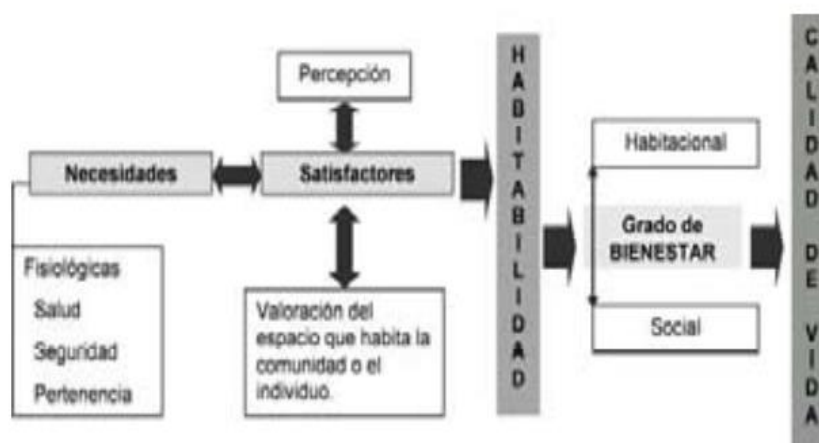 Percepción
Necesidades
Satisfactores
Fisiológicas
Salud
Seguridad
Pertenencia
Valoración del
espacio que habita la
comunidad o el
individuo.
HABITABILIDAD
Habitacional
Grado de
BIENESTAR
Social
CALIDAD DE VIDA